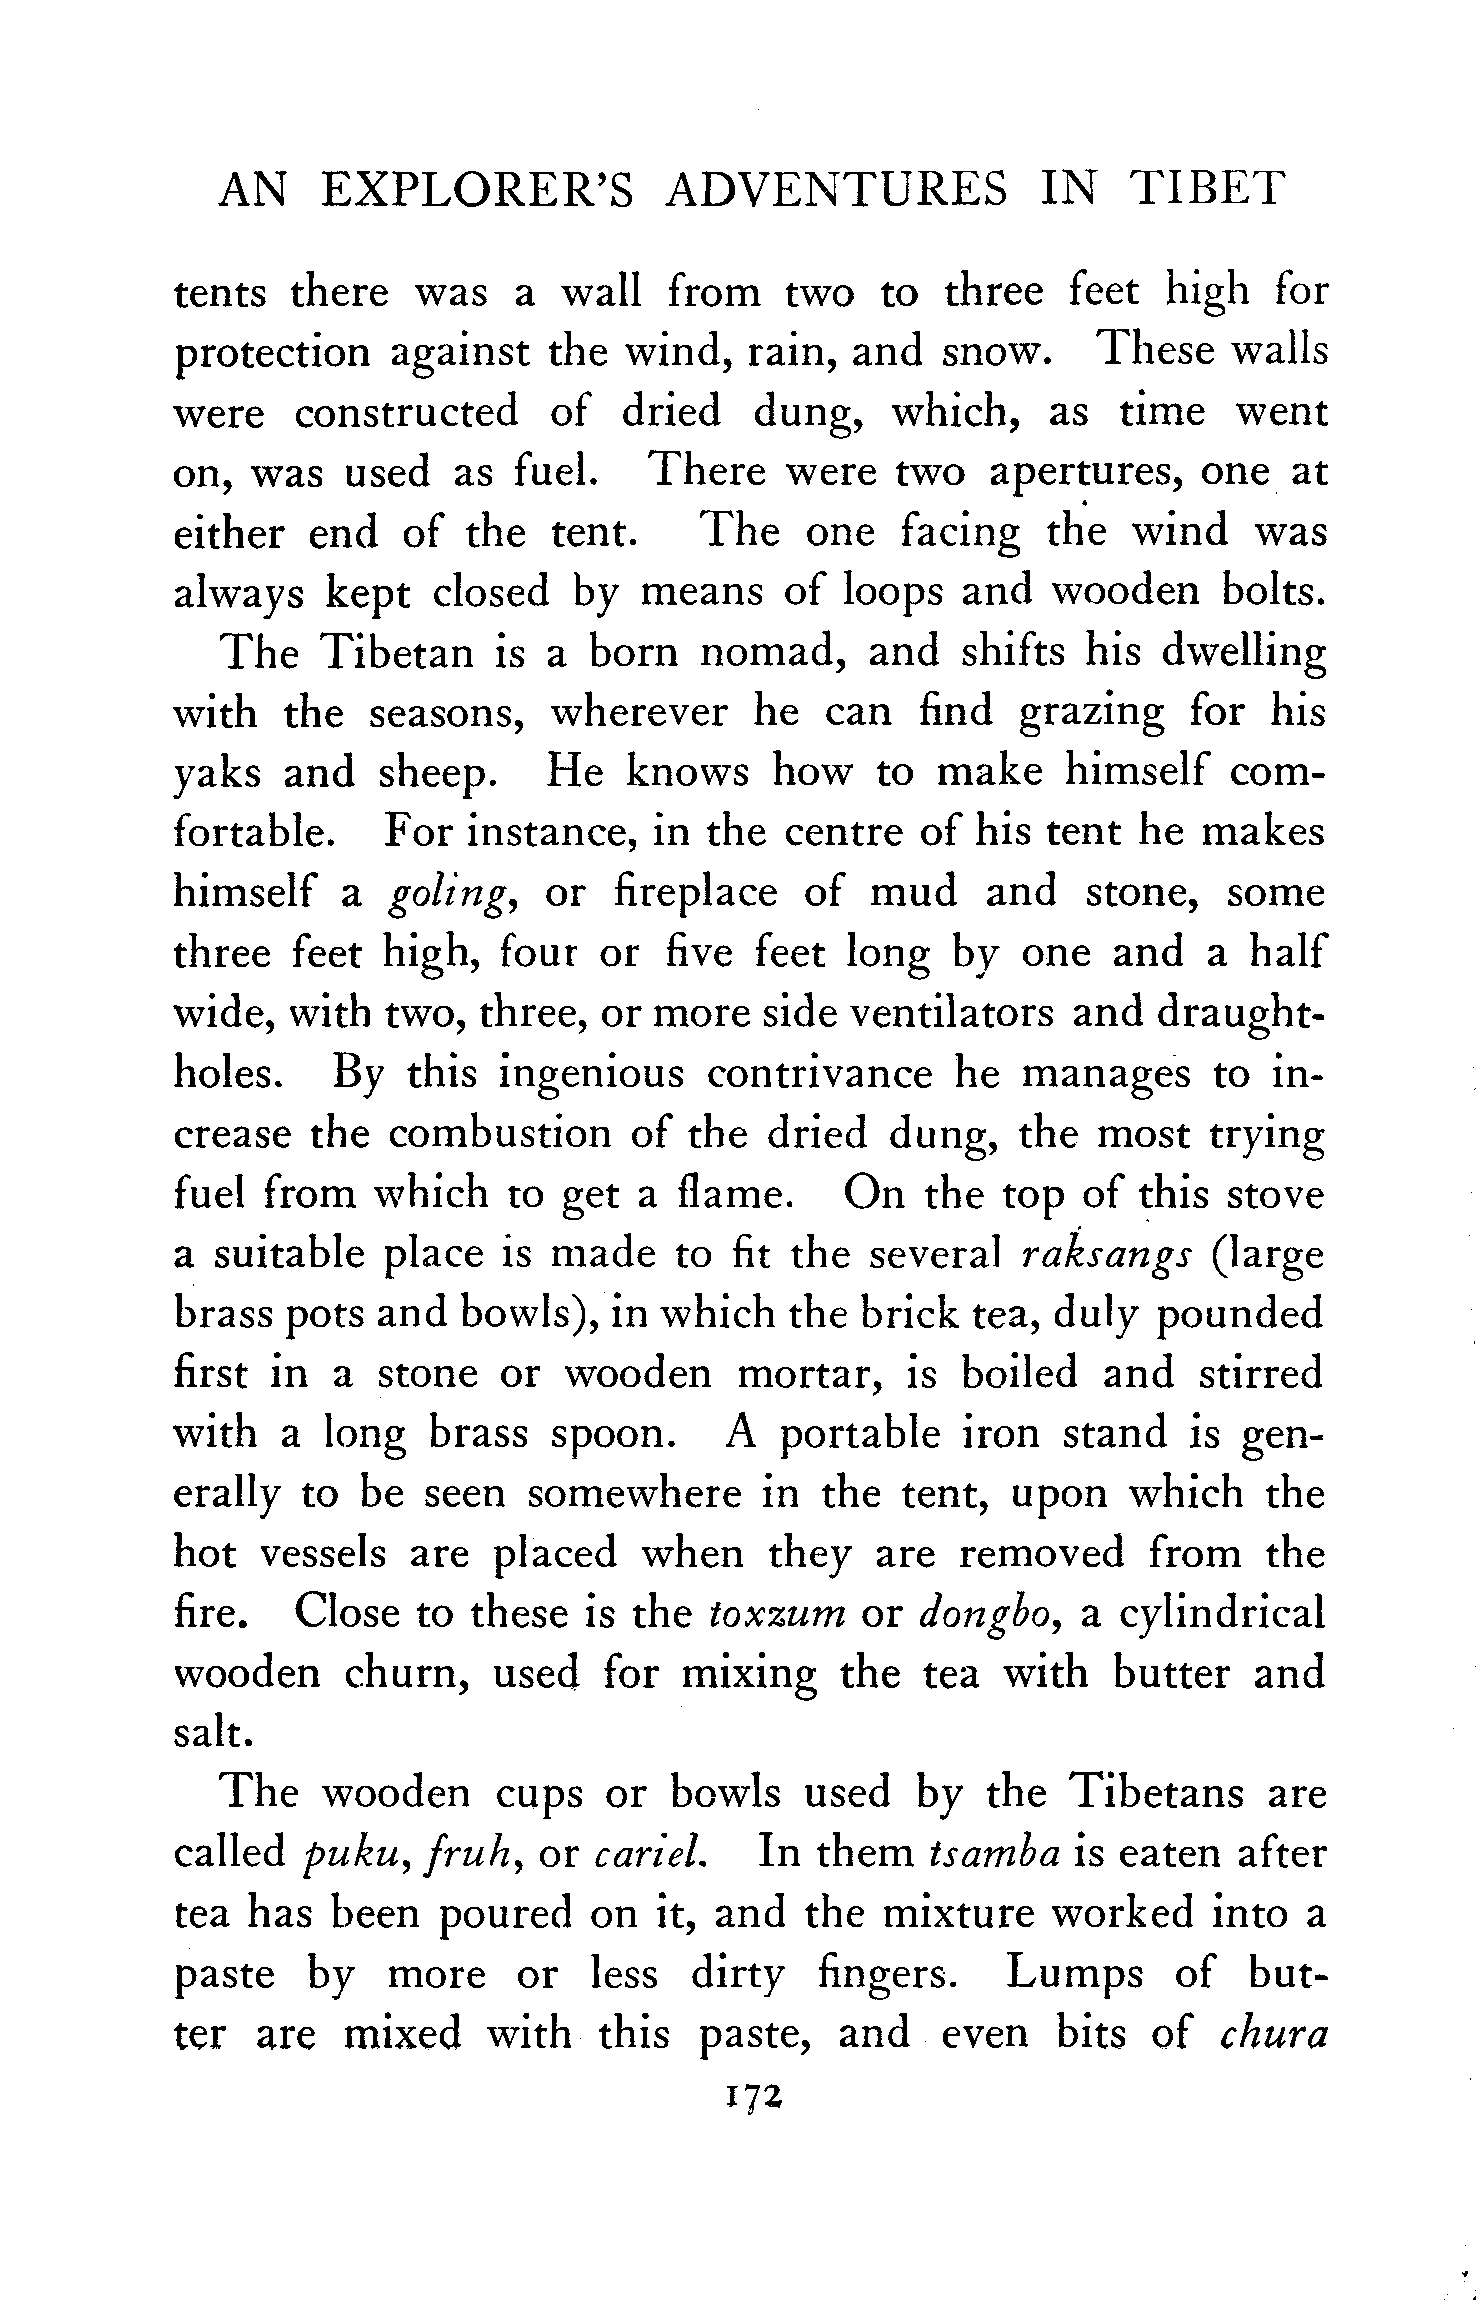 AN EXPLORER'S ADVENTURES IN TIBET
tents there was a wall from two to three feet high for
protection against the wind, rain, and snow. These walls
were constructed of dried dung, which, as time went
on, was used as fuel. There were two apertures, one at
either end of the tent. The one facing the wind was
always kept closed by means of loops and wooden bolts.
The Tibetan is a born nomad, and shifts his dwelling
with the seasons, wherever he can find grazing for his
yaks and sheep. He knows how to make himself com-
fortable. For instance, in the centre of his tent he makes
himself a goling, or fireplace of mud and stone, some
three feet high, four or five feet long by one and a half
wide, with two, three, or more side ventilators and draught-
holes. By this ingenious contrivance he manages to in-
crease the combustion of the dried dung, the most trying
fuel from which to get a flame. On the top of this stove
a suitable place is made to fit the several raksangs (large
brass pots and bowls), in which the brick tea, duly pounded
first in a stone or wooden mortar, is boiled and stirred
with a long brass spoon. A portable iron stand is gen-
erally to be seen somewhere in the tent, upon which the
hot vessels are placed when they are removed from the
fire. Close to these is the toxzum or dongbo, a cylindrical
wooden churn, used for mixing the tea with butter and
salt.
The wooden cups or bowls used by the Tibetans are
called puku, fruh, or cariel. In them tsamba is eaten after
tea has been poured on it, and the mixture worked into a
paste by more or less dirty fingers. Lumps of but-
ter are mixed with this paste, and even bits of chura
172